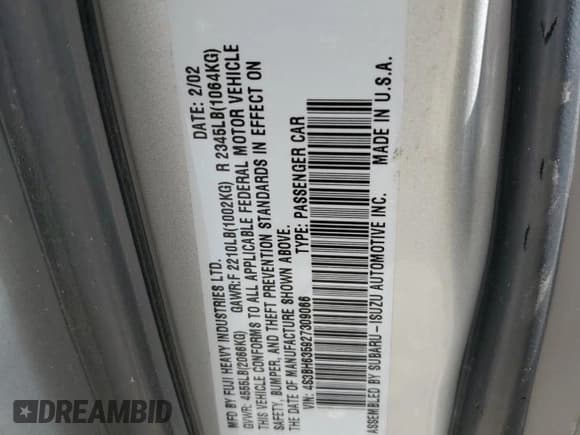 MFD BY FUJI HEAVY INDUSTRIES LTD. DATE: 2/02
GVWR: 4555LB(2066KG) GAWR:F 2210LB(1002KG) R 2345LB(1064KG)
THIS VEHICLE CONFORMS TO ALL APPLICABLE FEDERAL MOTOR VEHICLE
SAFETY, BUMPER, AND THEFT PREVENTION STANDARDS IN EFFECT ON
THE DATE OF MANUFACTURE SHOWN ABOVE.
VIN: 4S3BH635927309066 TYPE: PASSENGER CAR
ASSEMBLED BY SUBARU-ISUZU AUTOMOTIVE INC. MADE IN U.S.A.
DREAMBID
.COM.UA